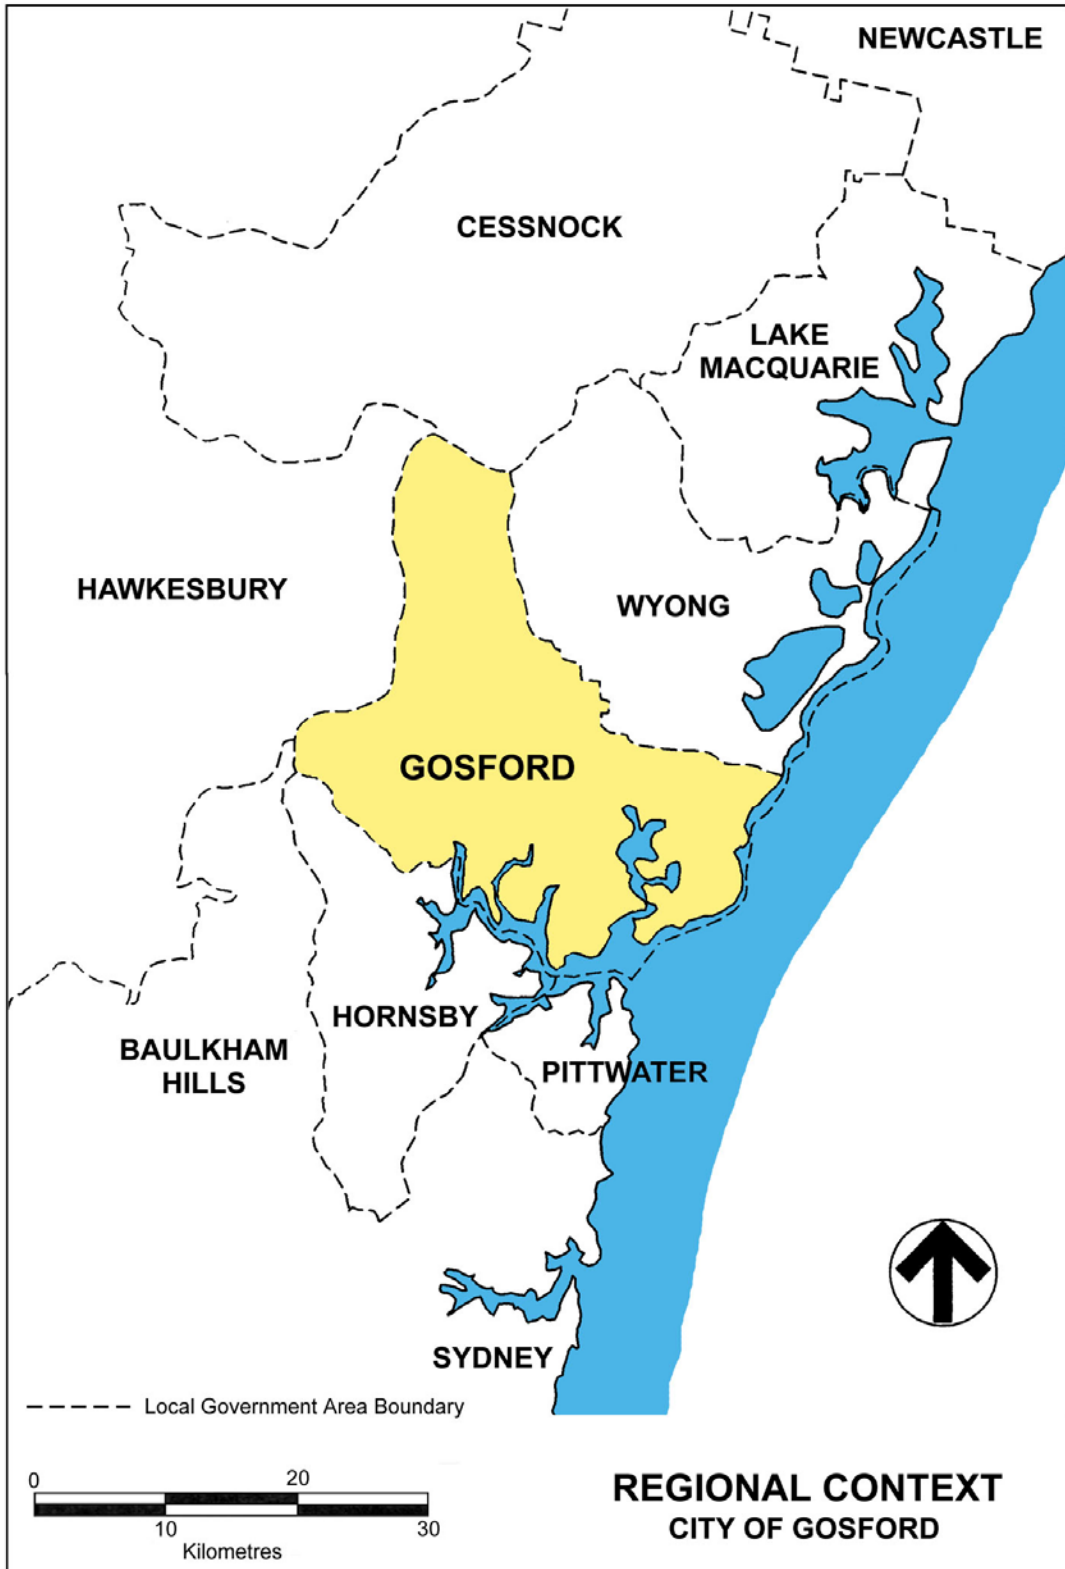 NEWCASTLE
CESSNOCK
LAKE
MACQUARIE
HAWKESBURY
WYONG
GOSFORD
HORNSBY
BAULKHAM
HILLS
PITTWATER
SYDNEY
Local Government Area Boundary
0 20
10 30
Kilometres
REGIONAL CONTEXT
CITY OF GOSFORD